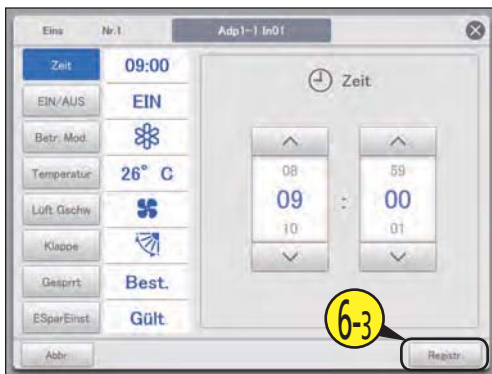 Eins Nr.1 Adp1-1 In01
Zeit 09:00
EIN/AUS EIN
Betr. Mod.
Temperatur 26° C
Lüft.Gschw
Klappe
Gesprrt Best.
ESparEinst Gült
Zeit
08 59
09 : 00
10 01
6-3
Abbr. Registr.